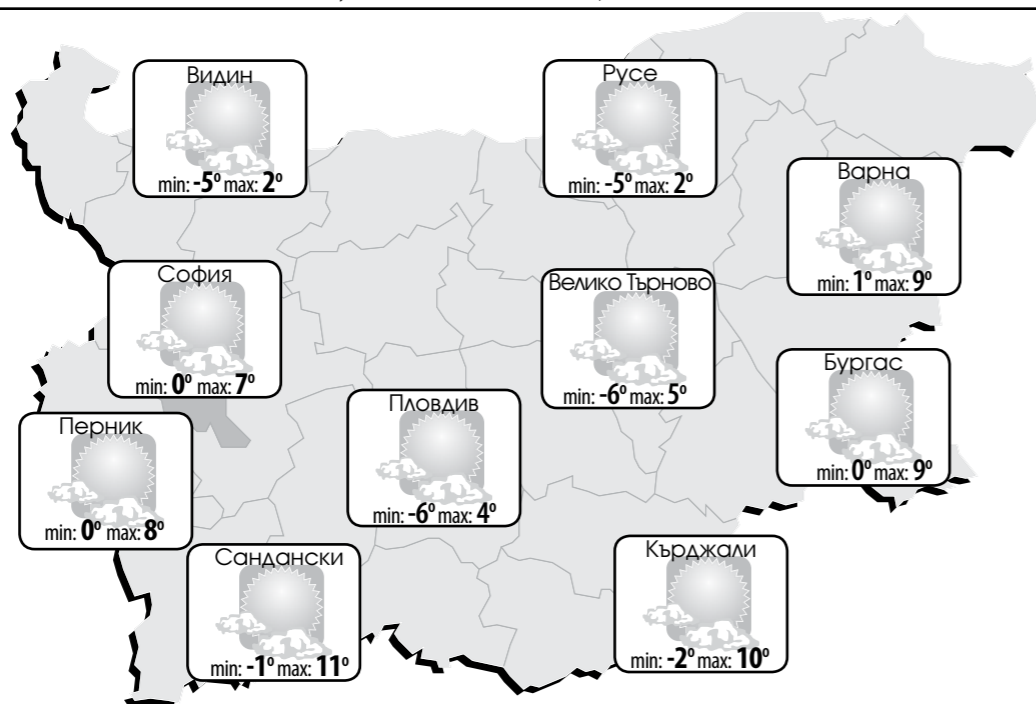 Видин
min: -5° max: 2°
Русе
min: -5° max: 2°
Варна
min: 1° max: 9°
София
min: 0° max: 7°
Велико Търново
min: -6° max: 5°
Бургас
min: 0° max: 9°
Пловдив
min: -6° max: 4°
Перник
min: 0° max: 8°
Сандански
min: -1° max: 11°
Кърджали
min: -2° max: 10°